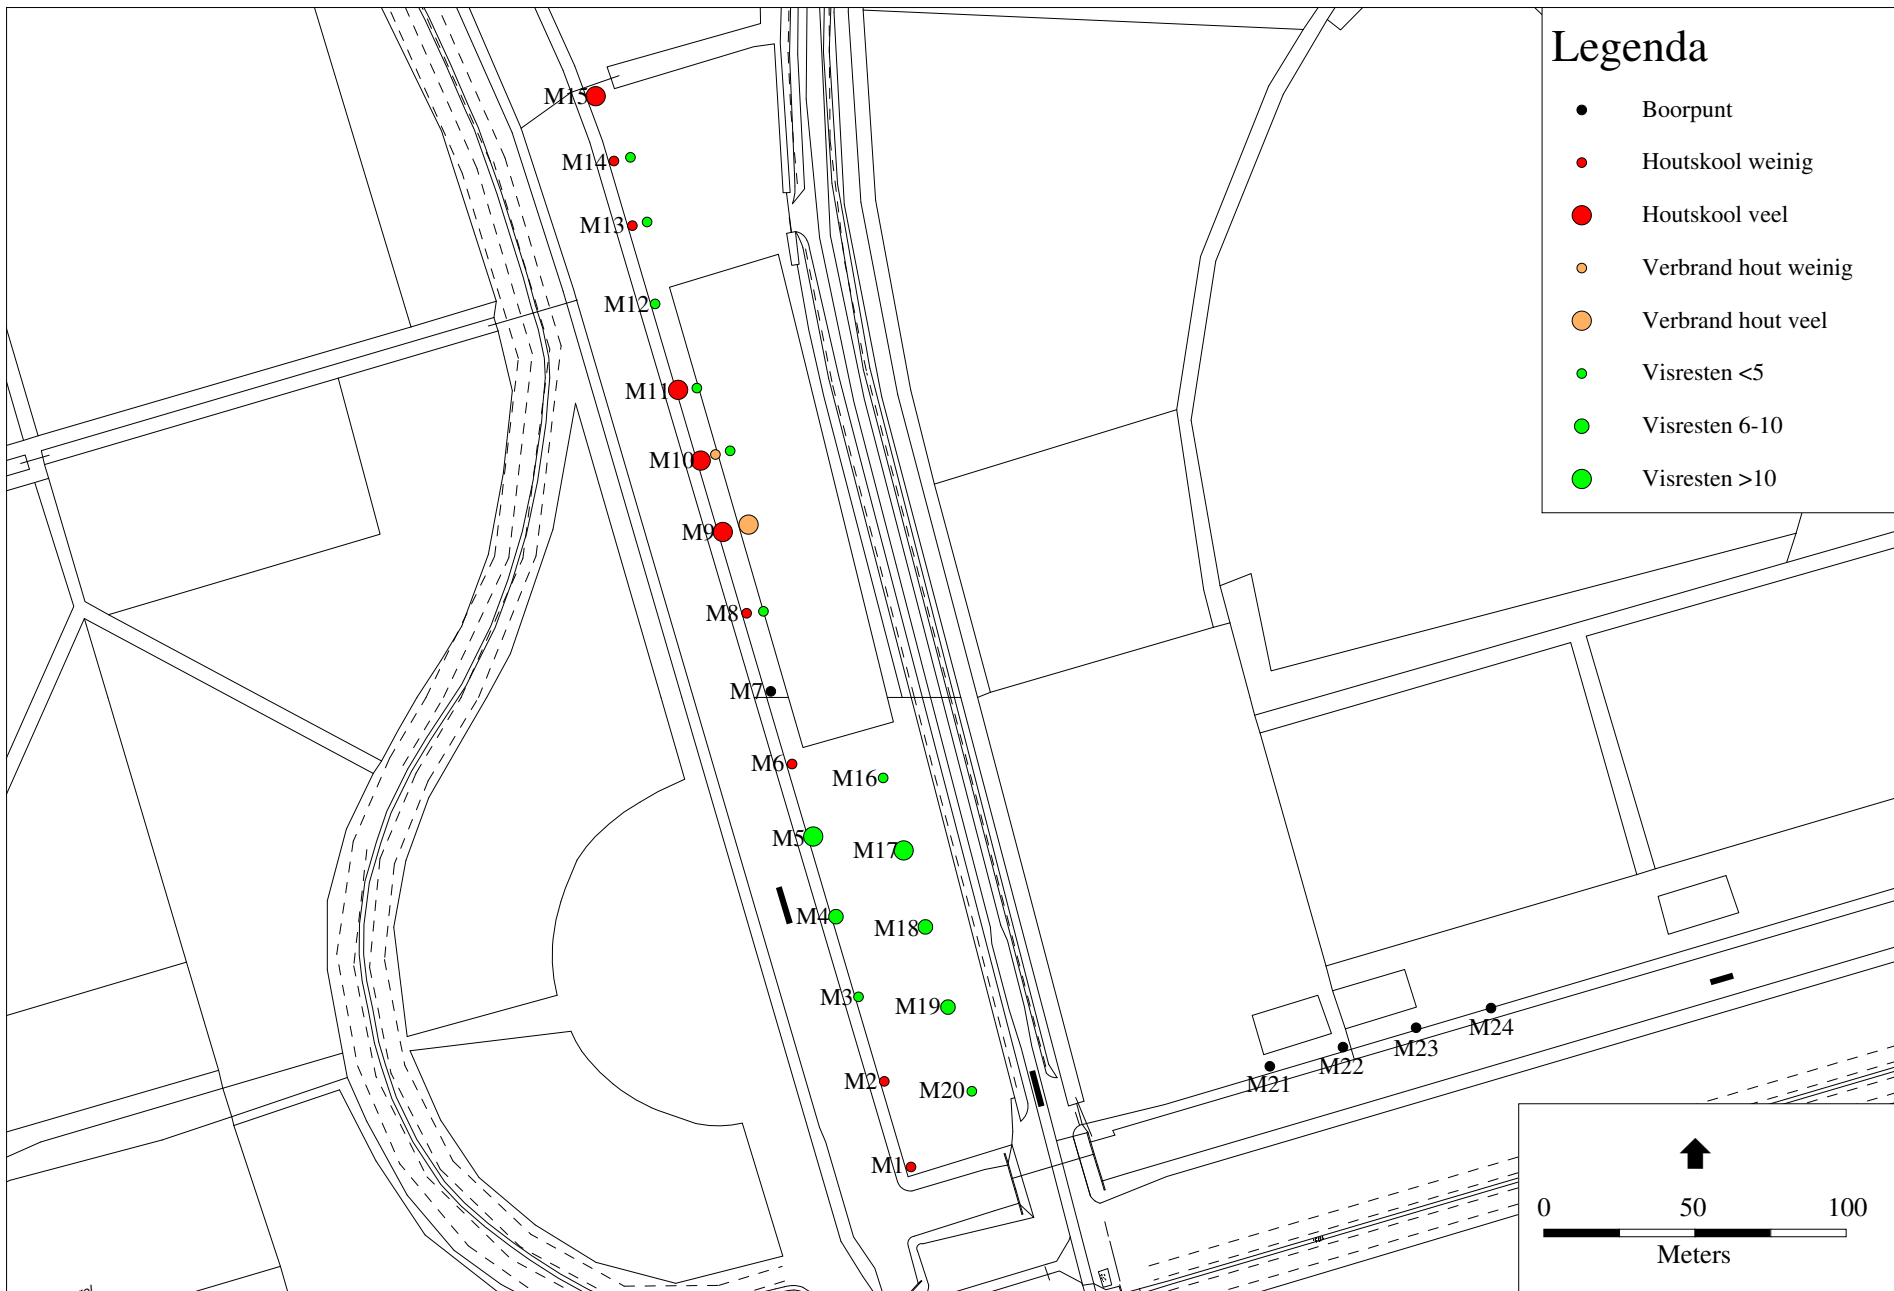 Legenda
Boorpunt
Houtskool weinig
Houtskool veel
Verbrand hout weinig
Verbrand hout veel
Visresten <5
Visresten 6-10
Visresten >10
M15
M14
M13
M12
M11
M10
M9
M8
M7
M6
M16
M5
M17
M4
M18
M3
M19
M2
M20
M1
M21
M22
M23
M24
0 50 100
Meters